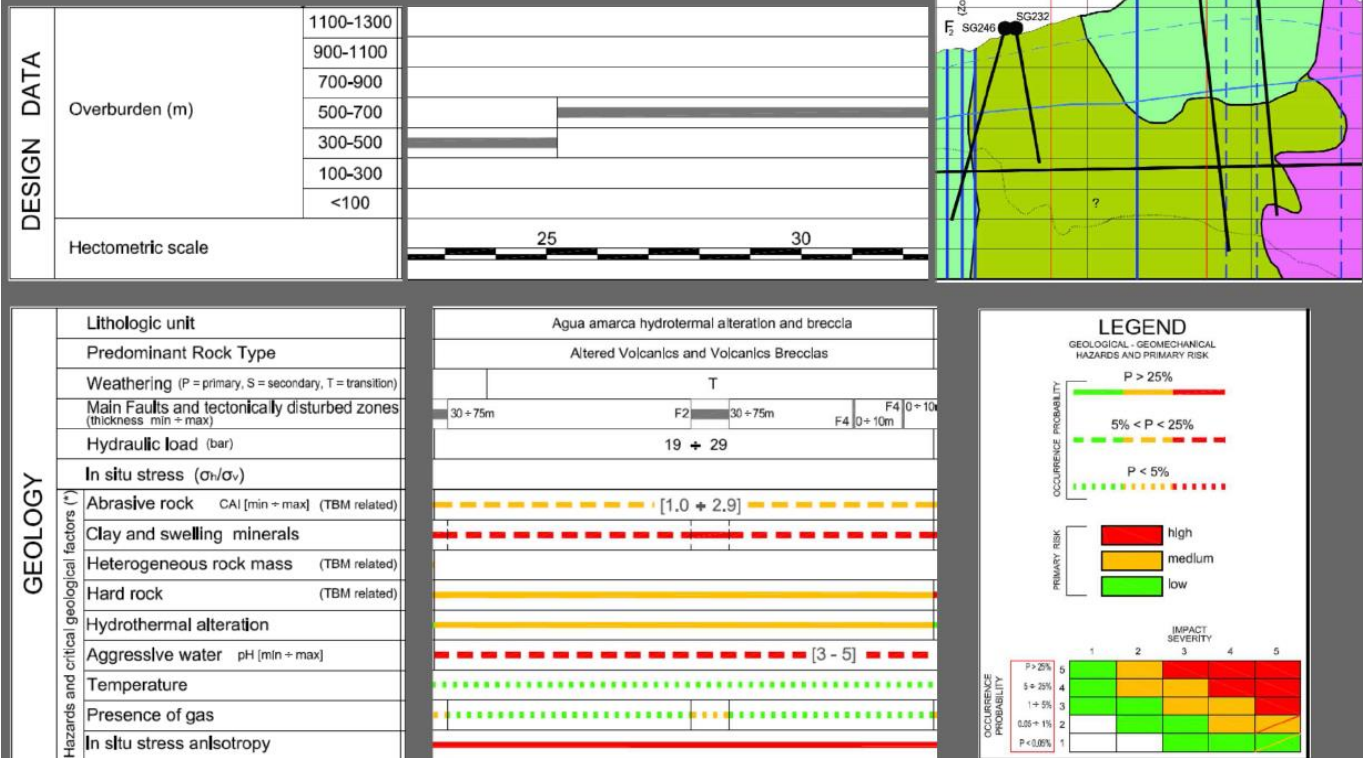 DESIGN DATA
Overburden (m)
1100-1300
900-1100
700-900
500-700
300-500
100-300
<100
Hectometric scale
25 30
F2 SG246 SG232
?
GEOLOGY
Lithologic unit
Agua amarca hydrotermal alteration and breccia
Predominant Rock Type
Altered Volcanics and Volcanics Breccias
Weathering (P = primary, S = secondary, T = transition)
T
Main Faults and tectonically disturbed zones
(thickness min ÷ max)
30÷75m F2 30÷75m F4 0÷10m F4
Hydraulic load (bar)
19 ÷ 29
In situ stress (σh/σv)
Hazards and critical geological factors (*)
Abrasive rock CAI [min ÷ max] (TBM related)
[1.0 ÷ 2.9]
Clay and swelling minerals
Heterogeneous rock mass (TBM related)
Hard rock (TBM related)
Hydrothermal alteration
Aggressive water pH [min ÷ max]
[3 - 5]
Temperature
Presence of gas
In situ stress anisotropy
LEGEND
GEOLOGICAL - GEOMECHANICAL
HAZARDS AND PRIMARY RISK
OCCURRENCE PROBABILITY
P > 25%
5% < P < 25%
P < 5%
PRIMARY RISK
high
medium
low
IMPACT
SEVERITY
1 2 3 4 5
OCCURRENCE
PROBABILITY
P > 25% 5
5 ÷ 25% 4
1 ÷ 5% 3
0.05 ÷ 1% 2
P < 0.05% 1